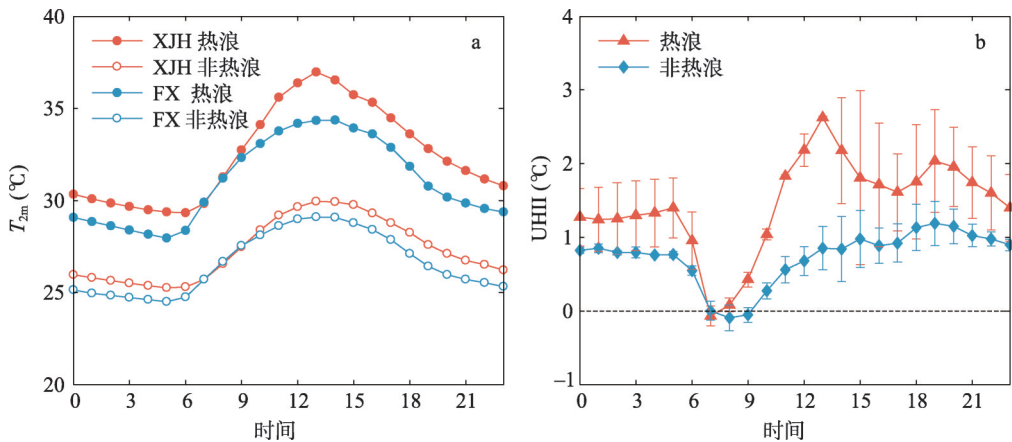 a
XJH 热浪
XJH 非热浪
FX 热浪
FX 非热浪
40
35
30
25
20
T2m (℃)
0 3 6 9 12 15 18 21
时间
b
热浪
非热浪
4
3
2
1
0
−1
UHII (℃)
0 3 6 9 12 15 18 21
时间